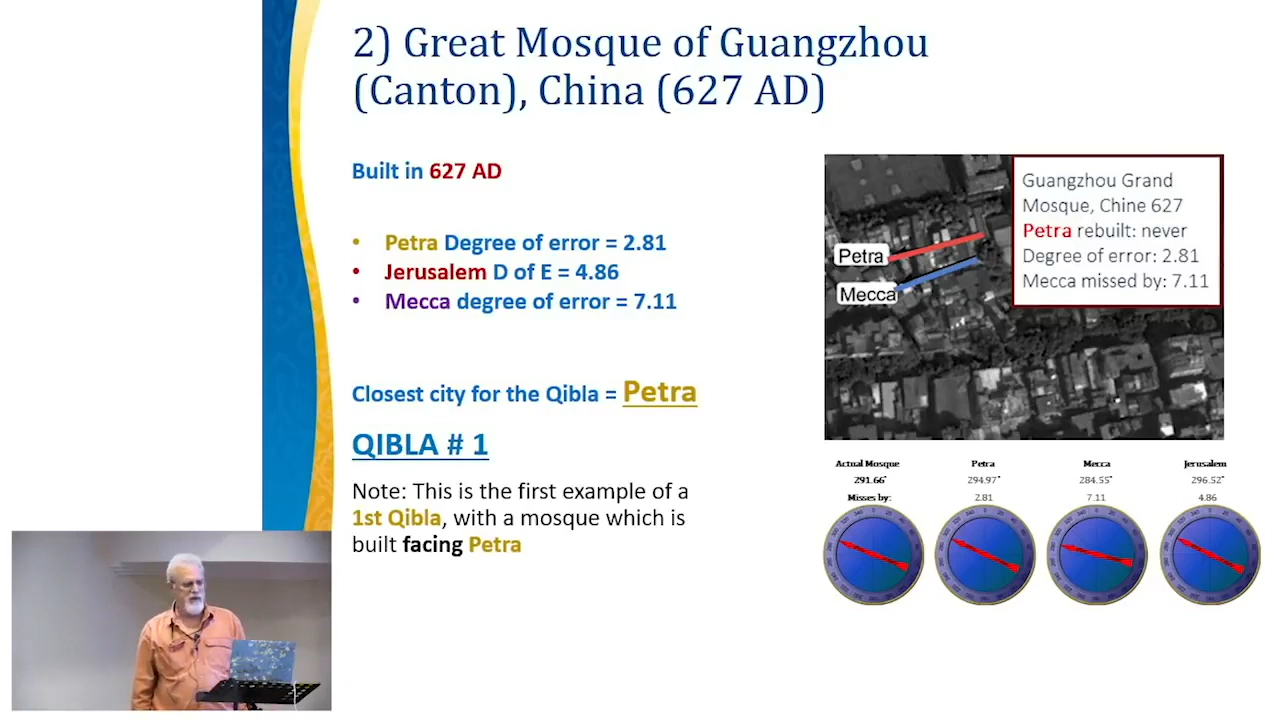 2) Great Mosque of Guangzhou
(Canton), China (627 AD)
Built in 627 AD
• Petra Degree of error = 2.81
• Jerusalem D of E = 4.86
• Mecca degree of error = 7.11
Closest city for the Qibla = Petra
QIBLA # 1
Note: This is the first example of a
1st Qibla, with a mosque which is
built facing Petra
Petra
Mecca
Guangzhou Grand
Mosque, Chine 627
Petra rebuilt: never
Degree of error: 2.81
Mecca missed by: 7.11
Actual Mosque
291.66°
Misses by:
Petra
294.97°
2.81
Mecca
284.55°
7.11
Jerusalem
296.52°
4.86